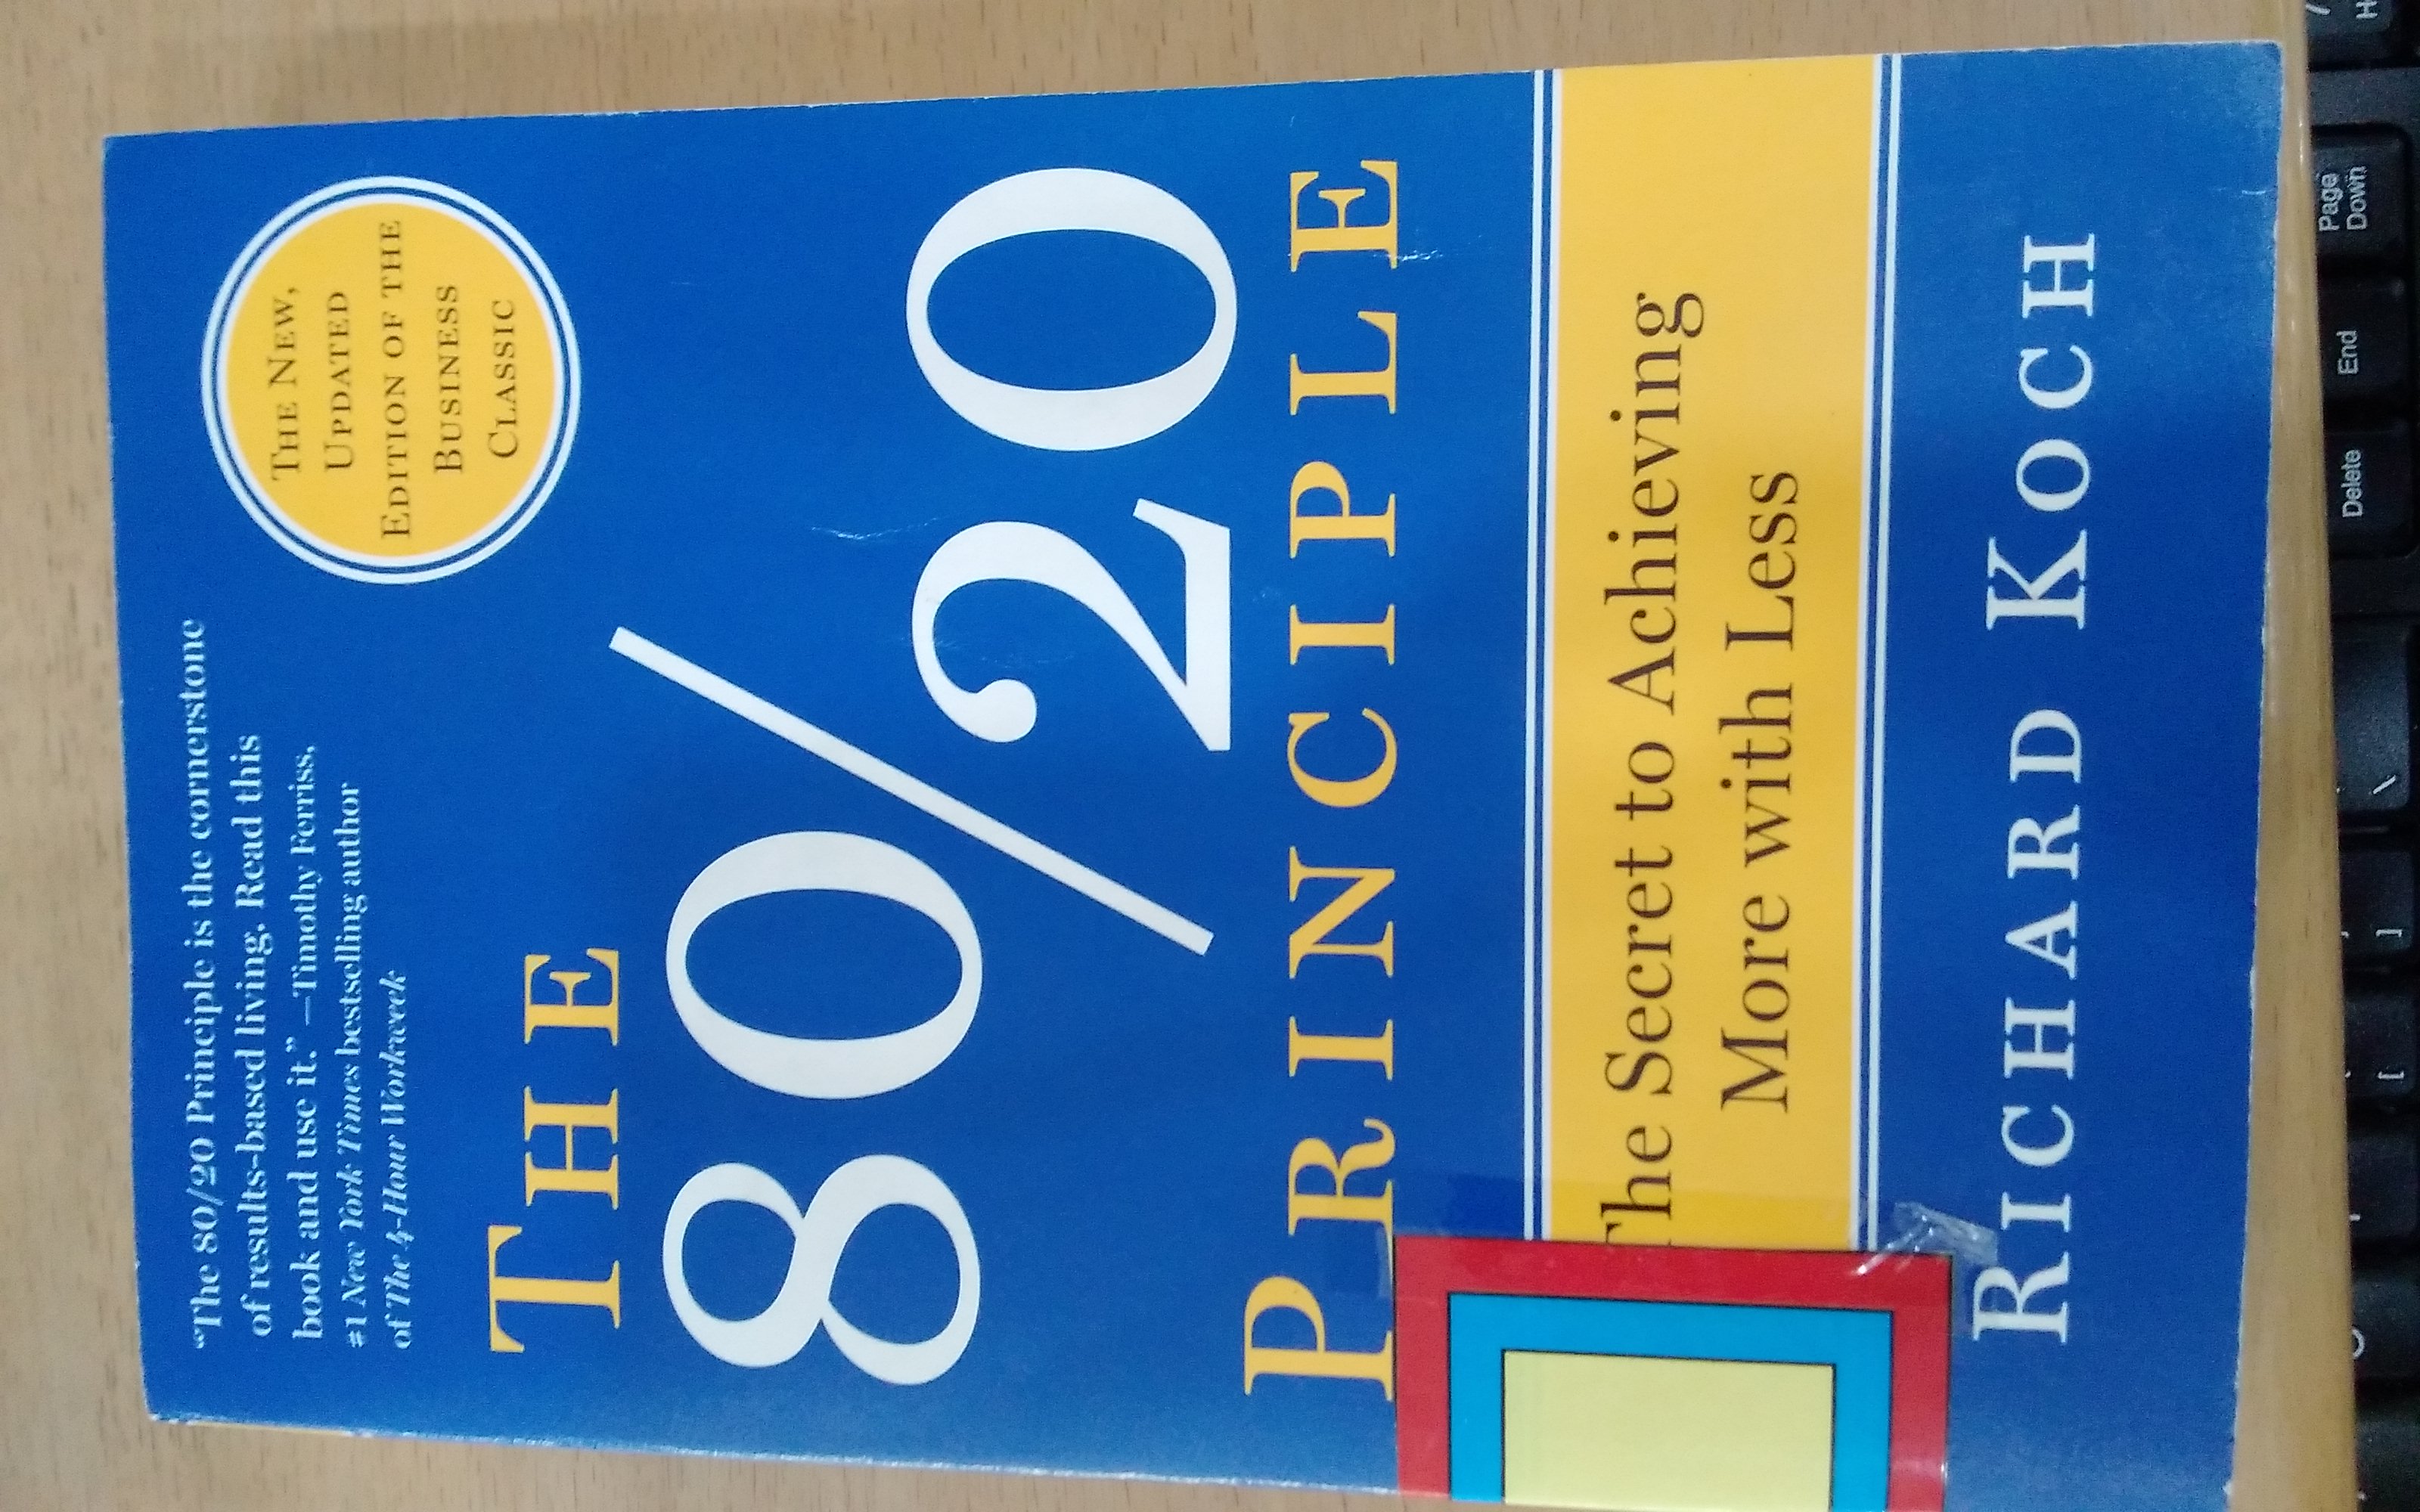 “The 80/20 Principle is the cornerstone
of results-based living. Read this
book and use it.” —Timothy Ferriss,
#1 New York Times bestselling author
of The 4-Hour Workweek
THE NEW,
UPDATED
EDITION OF THE
BUSINESS
CLASSIC
THE
80/20
PRINCIPLE
The Secret to Achieving
More with Less
RICHARD KOCH
Page
Down
End
Delete
\
]
[